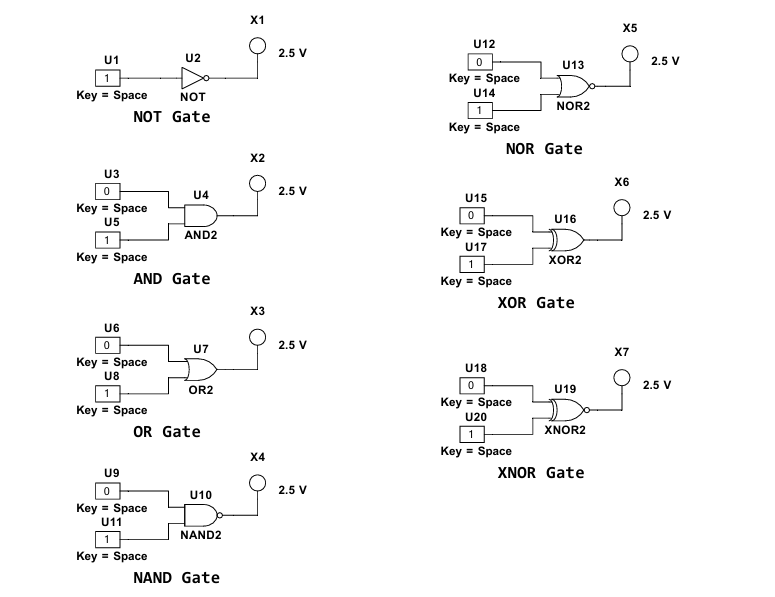 X1
2.5 V
U1
U2
1
Key = Space
NOT
NOT Gate
X2
2.5 V
U3
0
U4
Key = Space
U5
1
AND2
Key = Space
AND Gate
X3
2.5 V
U6
0
U7
Key = Space
U8
1
OR2
Key = Space
OR Gate
X4
2.5 V
U9
0
U10
Key = Space
U11
1
NAND2
Key = Space
NAND Gate
X5
2.5 V
U12
0
U13
Key = Space
U14
1
NOR2
Key = Space
NOR Gate
X6
2.5 V
U15
0
U16
Key = Space
U17
1
XOR2
Key = Space
XOR Gate
X7
2.5 V
U18
0
U19
Key = Space
U20
1
XNOR2
Key = Space
XNOR Gate